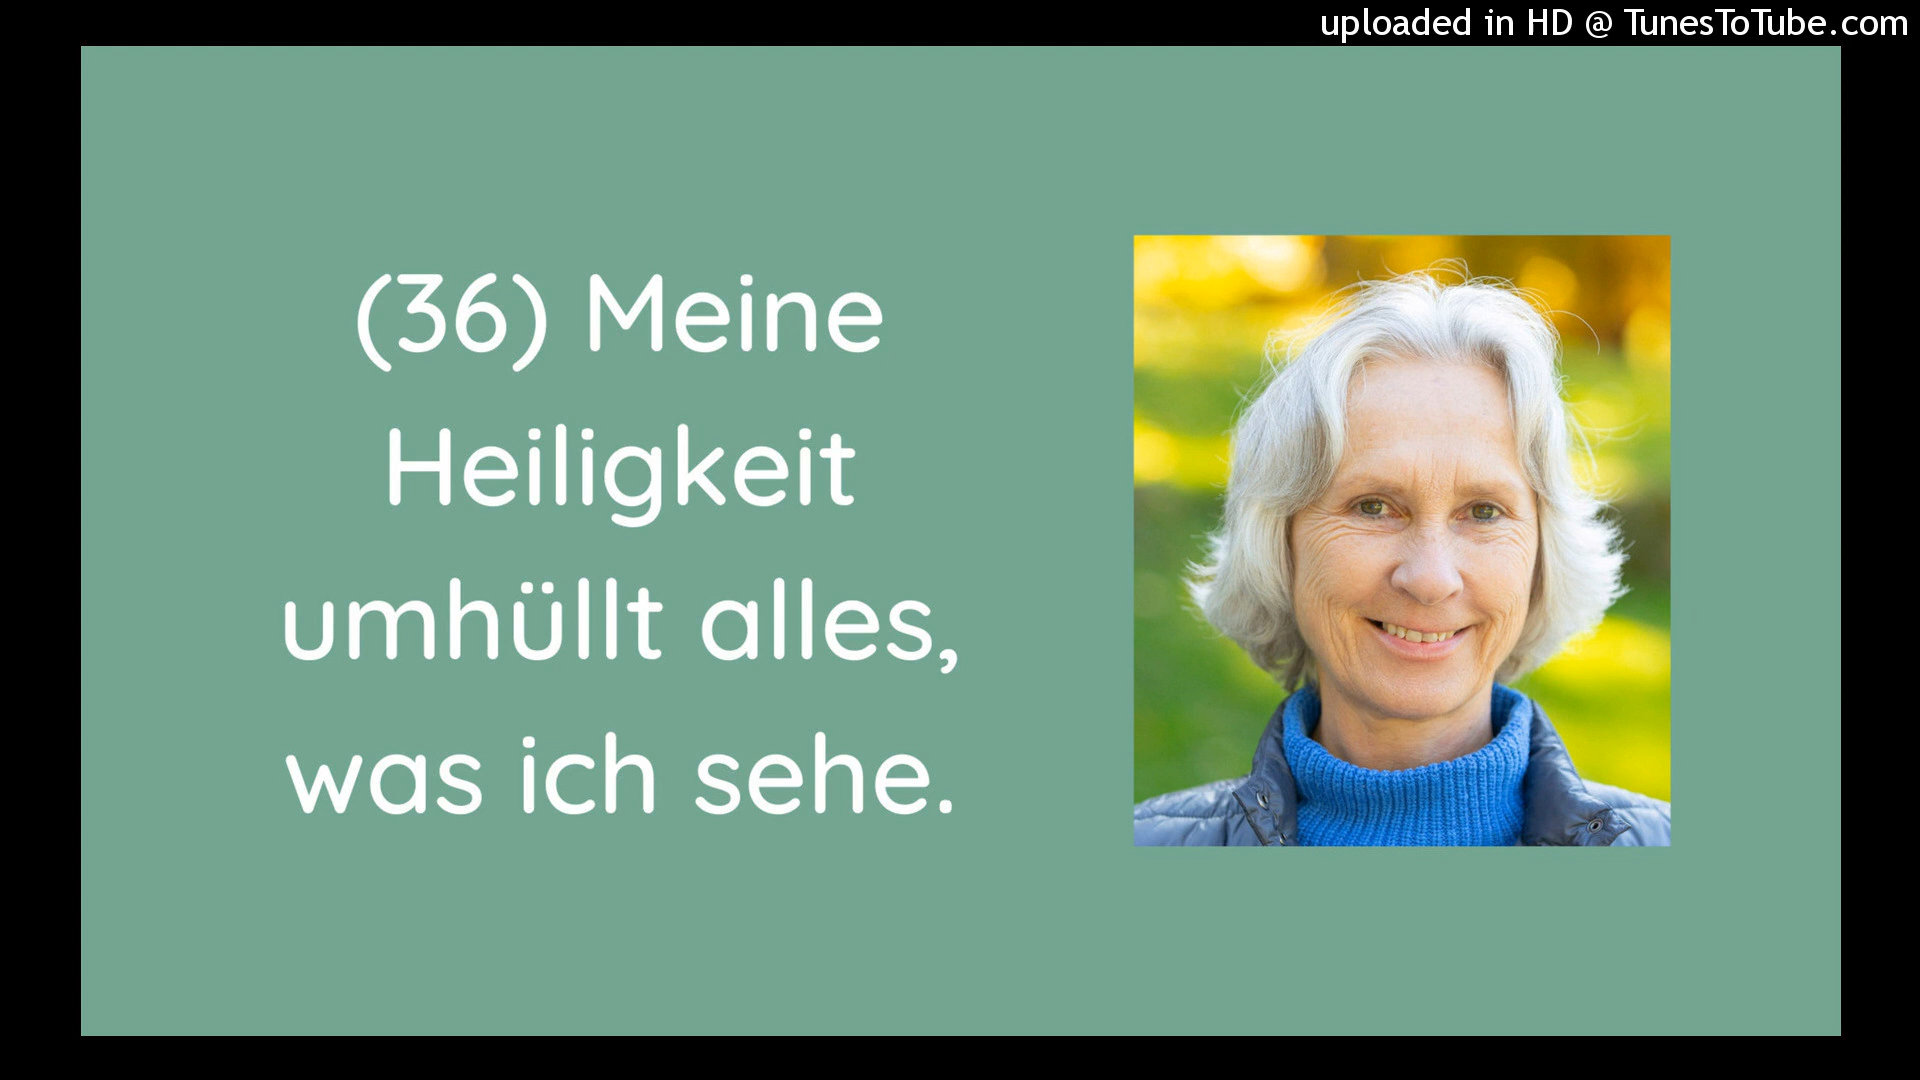 uploaded in HD @ TunesToTube.com
(36) Meine
Heiligkeit
umhüllt alles,
was ich sehe.